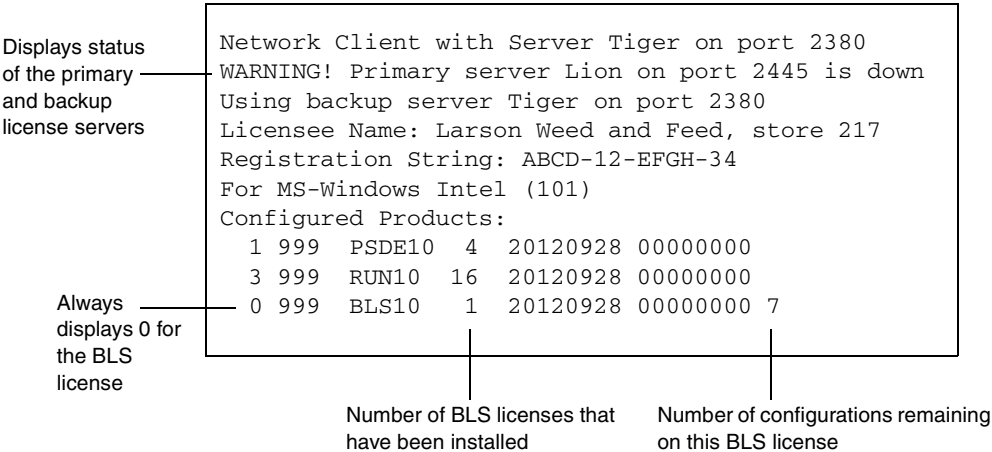 Displays status
of the primary
and backup
license servers
Network Client with Server Tiger on port 2380
WARNING! Primary server Lion on port 2445 is down
Using backup server Tiger on port 2380
Licensee Name: Larson Weed and Feed, store 217
Registration String: ABCD-12-EFGH-34
For MS-Windows Intel (101)
Configured Products:
1 999 PSDE10 4 20120928 00000000
3 999 RUN10 16 20120928 00000000
0 999 BLS10 1 20120928 00000000 7
Always
displays 0 for
the BLS
license
Number of BLS licenses that
have been installed
Number of configurations remaining
on this BLS license